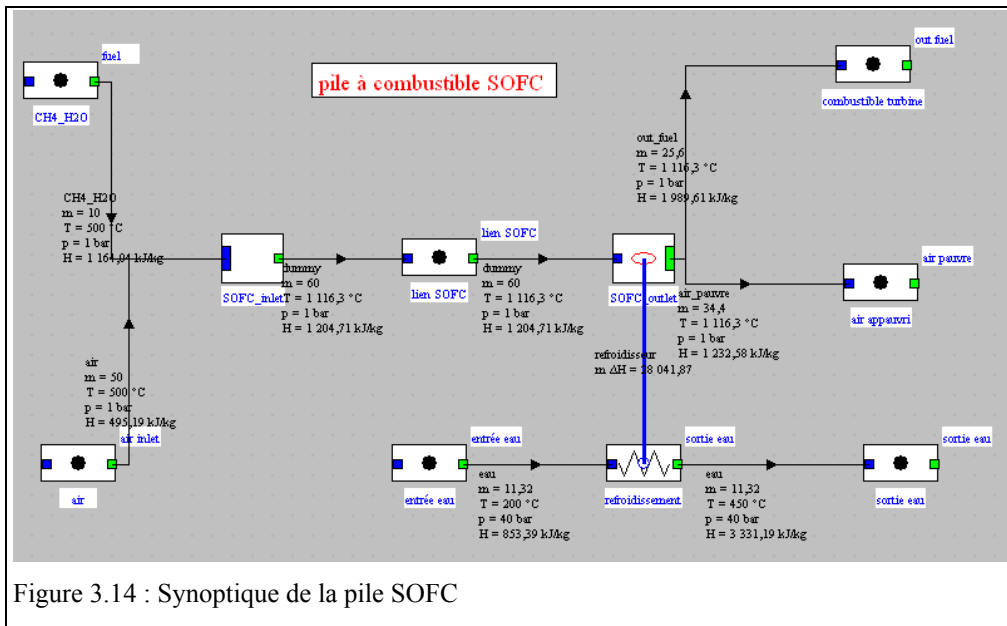 fuel
CH4_H2O
pile à combustible SOFC
out fuel
combustible turbine
out_fuel
m = 25,6
T = 1 116,3 °C
p = 1 bar
H = 1 989,61 kJ/kg
CH4_H2O
m = 10
T = 500 °C
p = 1 bar
H = 1 164,04 kJ/kg
SOFC_inlet
dummy
m = 60
T = 1 116,3 °C
p = 1 bar
H = 1 204,71 kJ/kg
lien SOFC
lien SOFC
dummy
m = 60
T = 1 116,3 °C
p = 1 bar
H = 1 204,71 kJ/kg
SOFC_outlet
air_pauvre
m = 34,4
T = 1 116,3 °C
p = 1 bar
H = 1 232,58 kJ/kg
air pauvre
air appauvri
refroidisseur
m ΔH = 28 041,87
air
m = 50
T = 500 °C
p = 1 bar
H = 495,19 kJ/kg
air inlet
air
entrée eau
entrée eau
eau
m = 11,32
T = 200 °C
p = 40 bar
H = 853,39 kJ/kg
sortie eau
refroidissement
eau
m = 11,32
T = 450 °C
p = 40 bar
H = 3 331,19 kJ/kg
sortie eau
sortie eau
Figure 3.14 : Synoptique de la pile SOFC